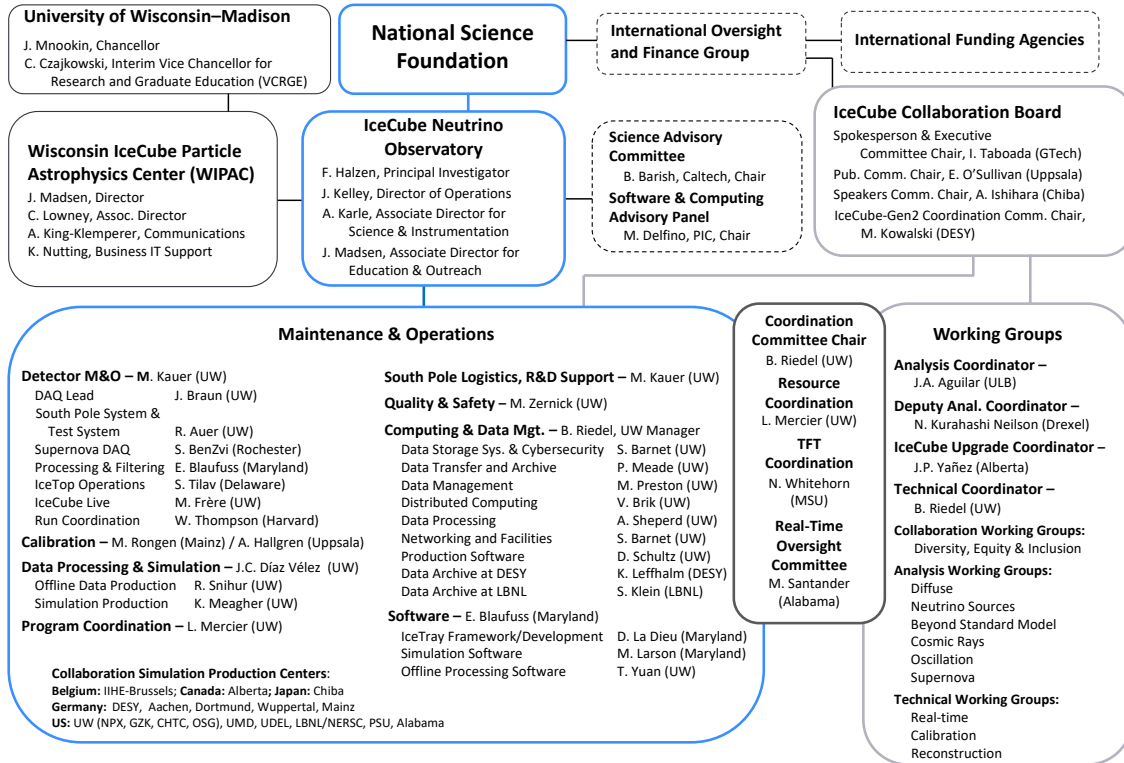 University of Wisconsin–Madison
J. Mnookin, Chancellor
C. Czajkowski, Interim Vice Chancellor for
Research and Graduate Education (VCRGE)
National Science
Foundation
International Oversight
and Finance Group
International Funding Agencies
Wisconsin IceCube Particle
Astrophysics Center (WIPAC)
J. Madsen, Director
C. Lowney, Assoc. Director
A. King-Klemperer, Communications
K. Nutting, Business IT Support
IceCube Neutrino
Observatory
F. Halzen, Principal Investigator
J. Kelley, Director of Operations
A. Karle, Associate Director for
Science & Instrumentation
J. Madsen, Associate Director for
Education & Outreach
Science Advisory
Committee
B. Barish, Caltech, Chair
Software & Computing
Advisory Panel
M. Delfino, PIC, Chair
IceCube Collaboration Board
Spokesperson & Executive
Committee Chair, I. Taboada (GTech)
Pub. Comm. Chair, E. O'Sullivan (Uppsala)
Speakers Comm. Chair, A. Ishihara (Chiba)
IceCube-Gen2 Coordination Comm. Chair,
M. Kowalski (DESY)
Maintenance & Operations
Detector M&O – M. Kauer (UW)
DAQ Lead J. Braun (UW)
South Pole System &
Test System R. Auer (UW)
Supernova DAQ S. BenZvi (Rochester)
Processing & Filtering E. Blaufuss (Maryland)
IceTop Operations S. Tilav (Delaware)
IceCube Live M. Frère (UW)
Run Coordination W. Thompson (Harvard)
Calibration – M. Rongen (Mainz) / A. Hallgren (Uppsala)
Data Processing & Simulation – J.C. Díaz Vélez (UW)
Offline Data Production R. Snihur (UW)
Simulation Production K. Meagher (UW)
Program Coordination – L. Mercier (UW)
South Pole Logistics, R&D Support – M. Kauer (UW)
Quality & Safety – M. Zernick (UW)
Computing & Data Mgt. – B. Riedel, UW Manager
Data Storage Sys. & Cybersecurity S. Barnet (UW)
Data Transfer and Archive P. Meade (UW)
Data Management M. Preston (UW)
Distributed Computing V. Brik (UW)
Data Processing A. Sheperd (UW)
Networking and Facilities S. Barnet (UW)
Production Software D. Schultz (UW)
Data Archive at DESY K. Leffhalm (DESY)
Data Archive at LBNL S. Klein (LBNL)
Software – E. Blaufuss (Maryland)
IceTray Framework/Development D. La Dieu (Maryland)
Simulation Software M. Larson (Maryland)
Offline Processing Software T. Yuan (UW)
Collaboration Simulation Production Centers:
Belgium: IIHE-Brussels; Canada: Alberta; Japan: Chiba
Germany: DESY, Aachen, Dortmund, Wuppertal, Mainz
US: UW (NPX, GZK, CHTC, OSG), UMD, UDEL, LBNL/NERSC, PSU, Alabama
Coordination
Committee Chair
B. Riedel (UW)
Resource
Coordination
L. Mercier (UW)
TFT
Coordination
N. Whitehorn
(MSU)
Real-Time
Oversight
Committee
M. Santander
(Alabama)
Working Groups
Analysis Coordinator –
J.A. Aguilar (ULB)
Deputy Anal. Coordinator –
N. Kurahashi Neilson (Drexel)
IceCube Upgrade Coordinator –
J.P. Yañez (Alberta)
Technical Coordinator –
B. Riedel (UW)
Collaboration Working Groups:
Diversity, Equity & Inclusion
Analysis Working Groups:
Diffuse
Neutrino Sources
Beyond Standard Model
Cosmic Rays
Oscillation
Supernova
Technical Working Groups:
Real-time
Calibration
Reconstruction